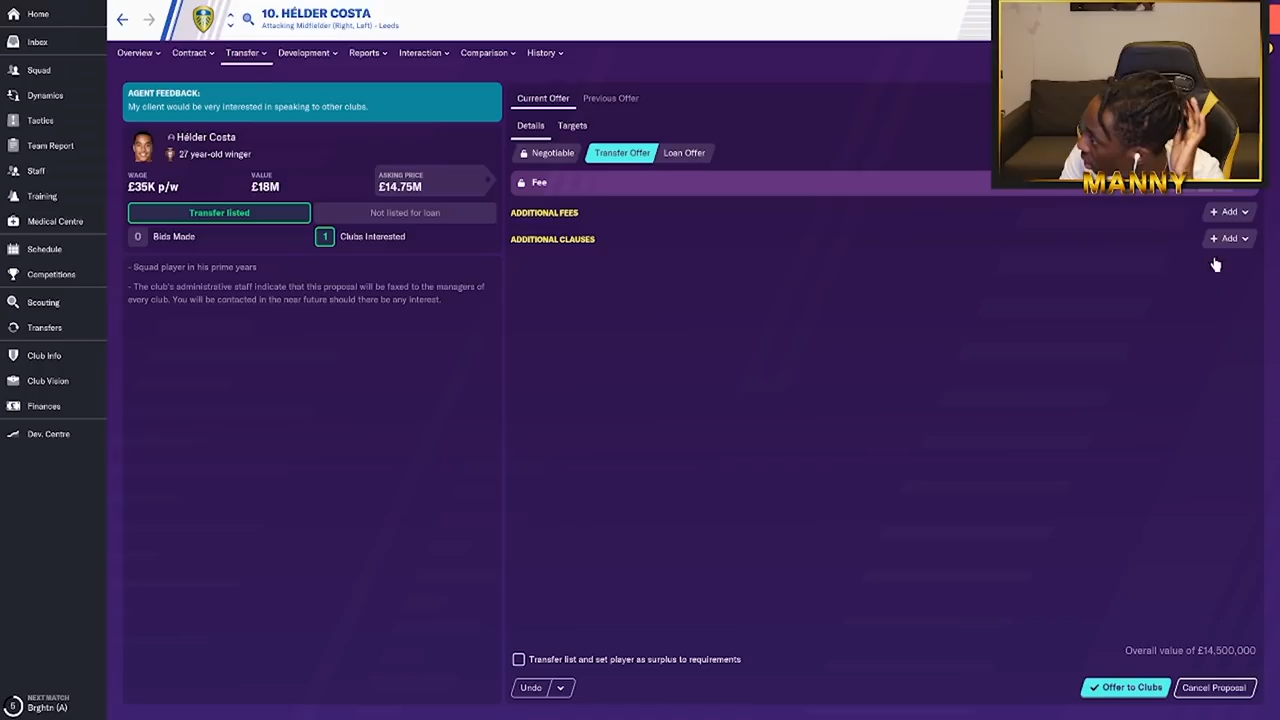 Home
Inbox
Squad
Dynamics
Tactics
Team Report
Staff
Training
Medical Centre
Schedule
Competitions
Scouting
Transfers
Club Info
Club Vision
Finances
Dev. Centre
5
NEXT MATCH
Brghtn (A)
10. HÉLDER COSTA
Attacking Midfielder (Right, Left) - Leeds
Overview
Contract
Transfer
Development
Reports
Interaction
Comparison
History
AGENT FEEDBACK:
My client would be very interested in speaking to other clubs.
Hélder Costa
27 year-old winger
WAGE
£35K p/w
VALUE
£18M
ASKING PRICE
£14.75M
Transfer listed
Not listed for loan
0 Bids Made
1 Clubs Interested
- Squad player in his prime years
- The club's administrative staff indicate that this proposal will be faxed to the managers of
every club. You will be contacted in the near future should there be any interest.
Current Offer
Previous Offer
Details
Targets
Negotiable
Transfer Offer
Loan Offer
Fee
ADDITIONAL FEES
+ Add
ADDITIONAL CLAUSES
+ Add
MANNY
Transfer list and set player as surplus to requirements
Overall value of £14,500,000
Undo
Offer to Clubs
Cancel Proposal